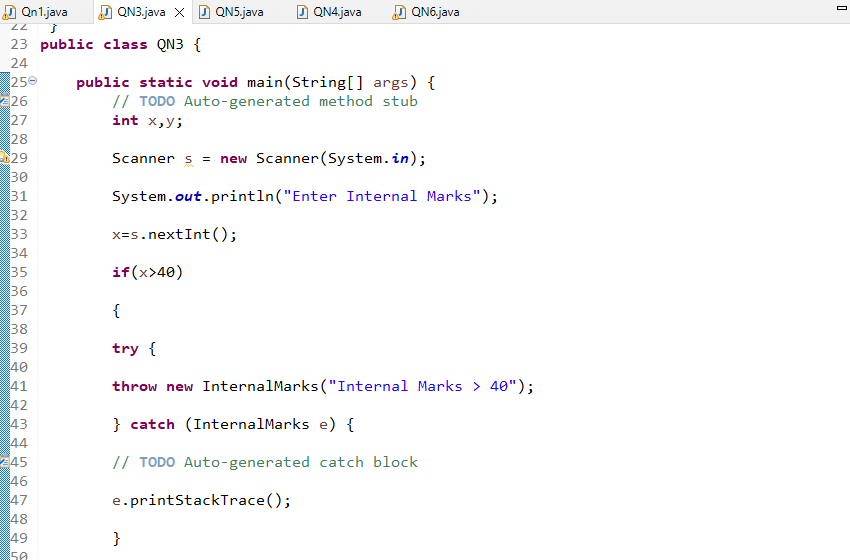 Qn1.java QN3.java QN5.java QN4.java QN6.java
22 }
23 public class QN3 {
24
25 public static void main(String[] args) {
26 // TODO Auto-generated method stub
27 int x,y;
28
29 Scanner s = new Scanner(System.in);
30
31 System.out.println("Enter Internal Marks");
32
33 x=s.nextInt();
34
35 if(x>40)
36
37 {
38
39 try {
40
41 throw new InternalMarks("Internal Marks > 40");
42
43 } catch (InternalMarks e) {
44
45 // TODO Auto-generated catch block
46
47 e.printStackTrace();
48
49 }
50